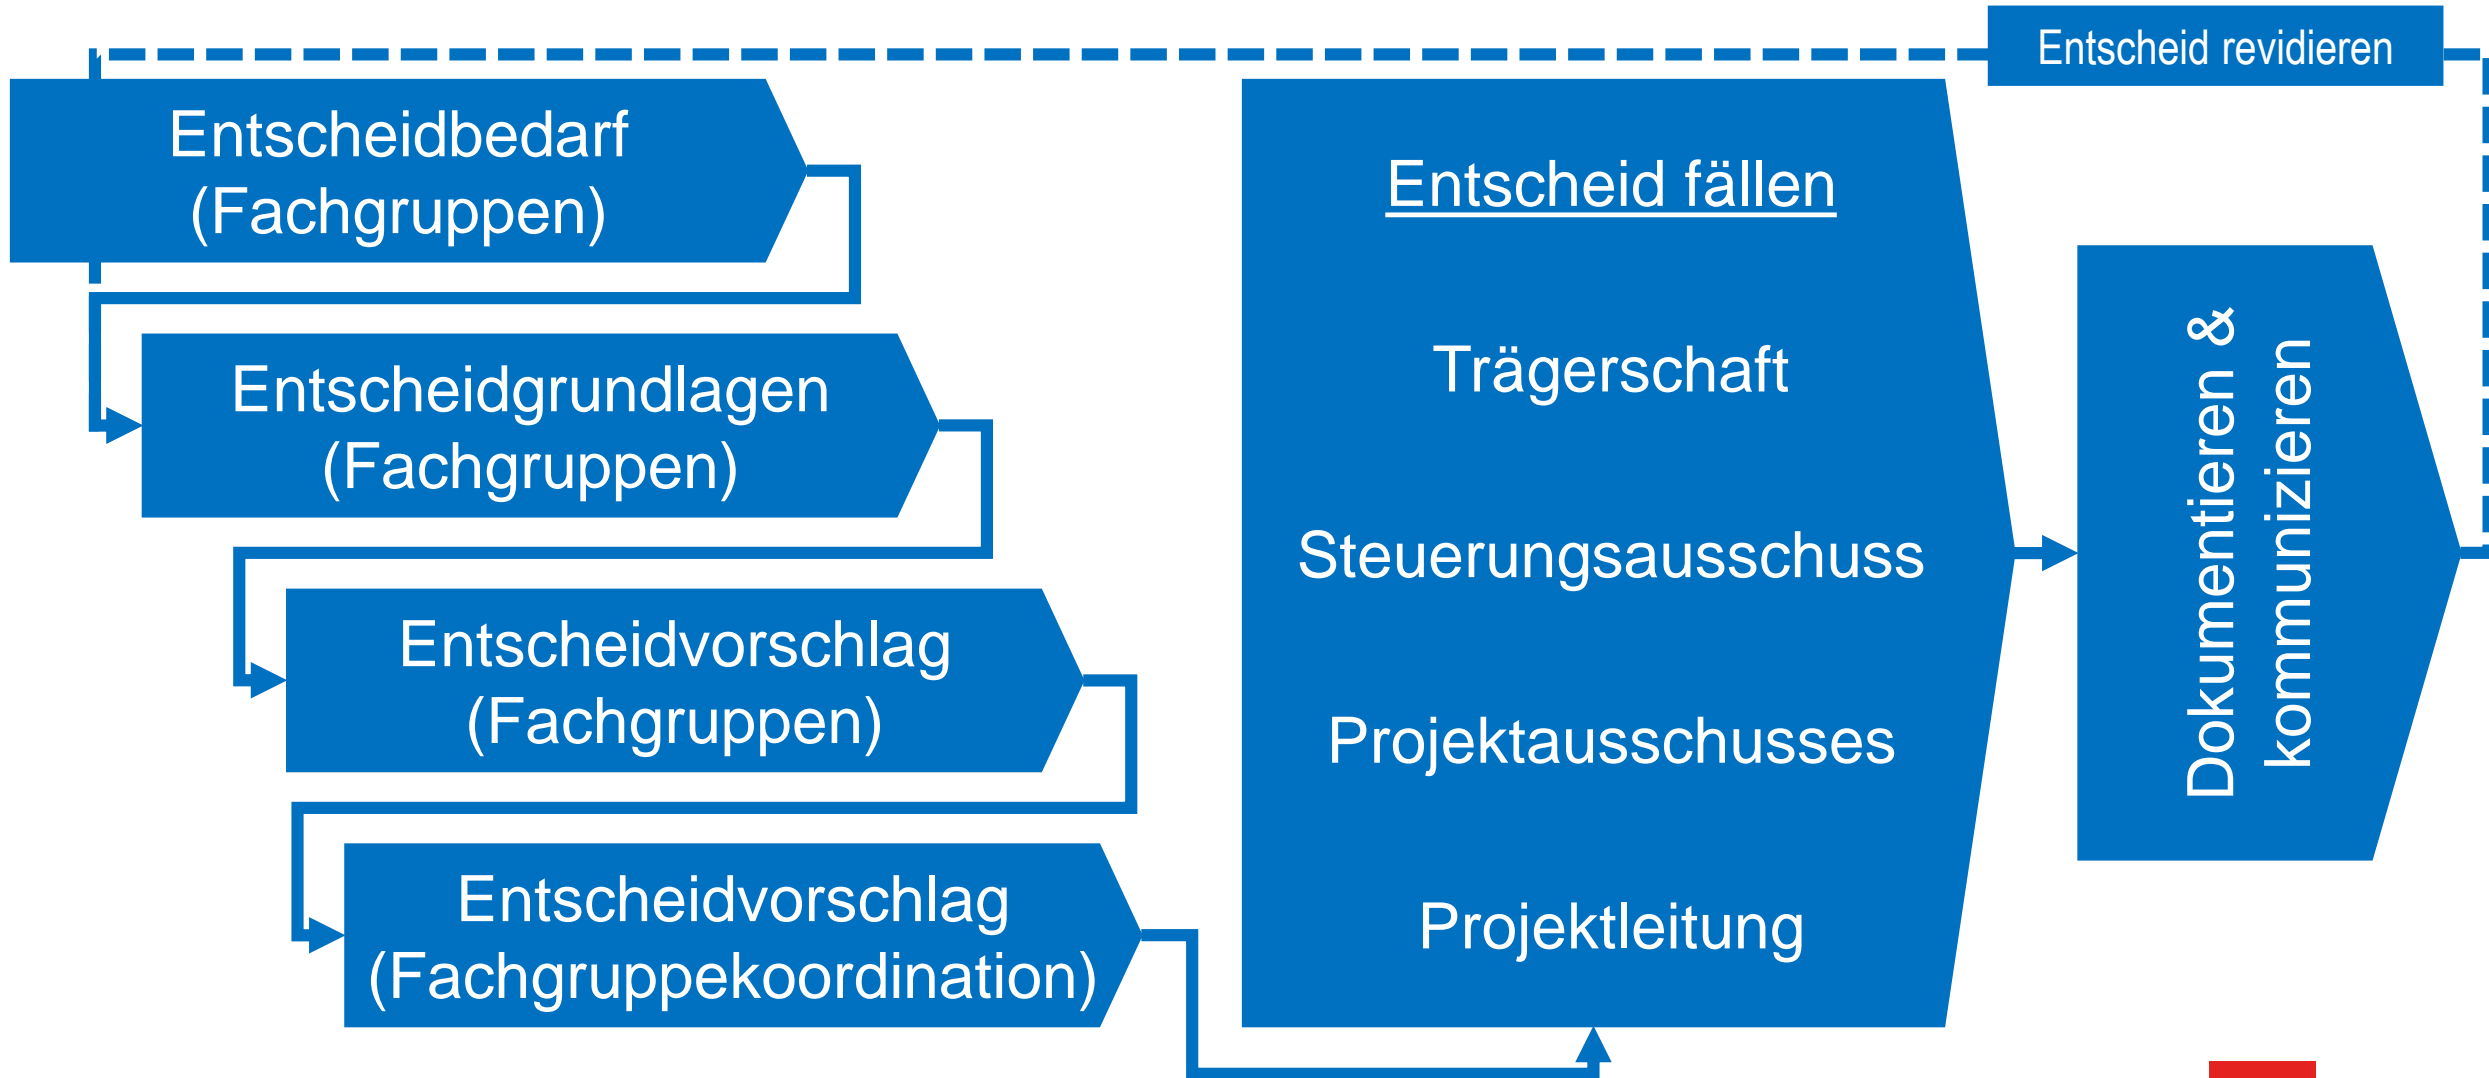 Entscheid revidieren
Entscheidbedarf
(Fachgruppen)
Entscheidgrundlagen
(Fachgruppen)
Entscheidvorschlag
(Fachgruppen)
Entscheidvorschlag
(Fachgruppekoordination)
Entscheid fällen
Trägerschaft
Steuerungsausschuss
Projektausschusses
Projektleitung
Dokumentieren &
kommunizieren